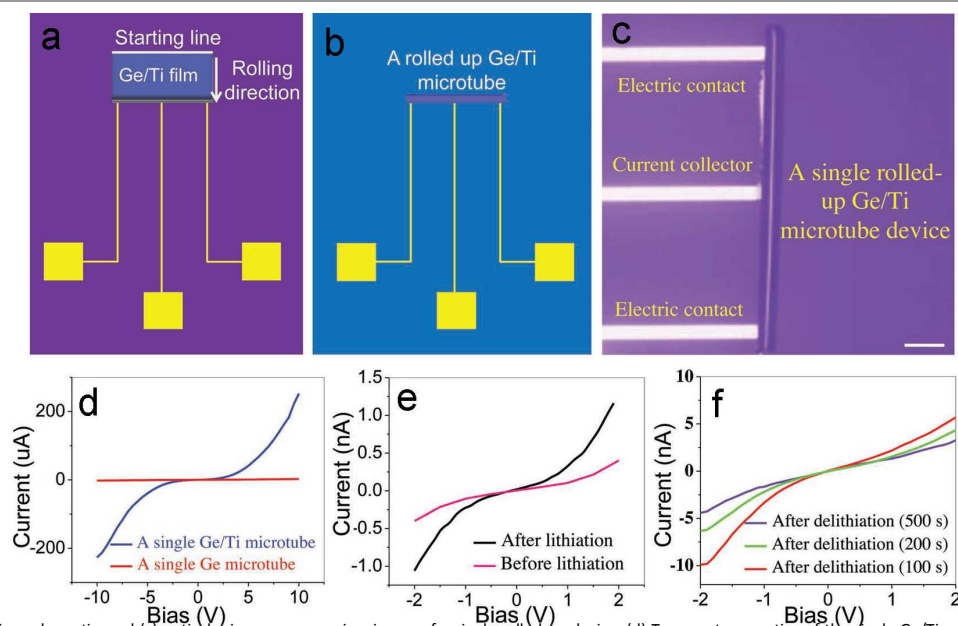 a
Starting line
Ge/Ti film
Rolling
direction
b
A rolled up Ge/Ti
microtube
c
Electric contact
Current collector
Electric contact
A single rolled-
up Ge/Ti
microtube device
d
Current (uA)
200
0
-200
A single Ge/Ti microtube
A single Ge microtube
-10
-5
0
5
10
Bias (V)
e
Current (nA)
1.5
1.0
0.5
0.0
-0.5
-1.0
After lithiation
Before lithiation
-2
-1
0
1
2
Bias (V)
f
Current (nA)
10
5
0
-5
-10
After delithiation (500 s)
After delithiation (200 s)
After delithiation (100 s)
-2
-1
0
1
2
Bias (V)